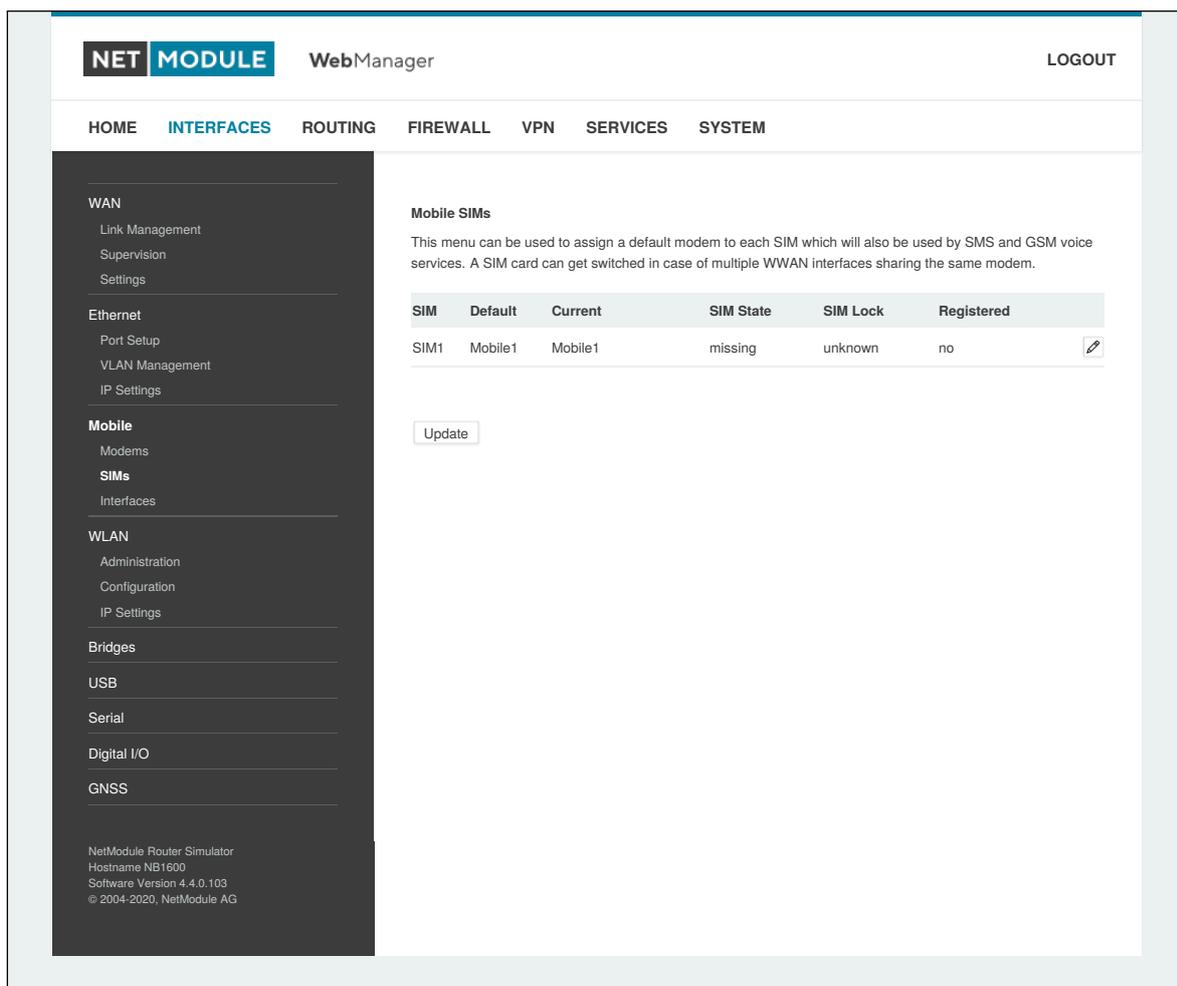 NET MODULE WebManager LOGOUT
HOME INTERFACES ROUTING FIREWALL VPN SERVICES SYSTEM
WAN
Link Management
Supervision
Settings
Ethernet
Port Setup
VLAN Management
IP Settings
Mobile
Modems
SIMs
Interfaces
WLAN
Administration
Configuration
IP Settings
Bridges
USB
Serial
Digital I/O
GNSS
NetModule Router Simulator
Hostname NB1600
Software Version 4.4.0.103
© 2004-2020, NetModule AG
Mobile SIMs
This menu can be used to assign a default modem to each SIM which will also be used by SMS and GSM voice
services. A SIM card can get switched in case of multiple WWAN interfaces sharing the same modem.
SIM Default Current SIM State SIM Lock Registered
SIM1 Mobile1 Mobile1 missing unknown no
Update